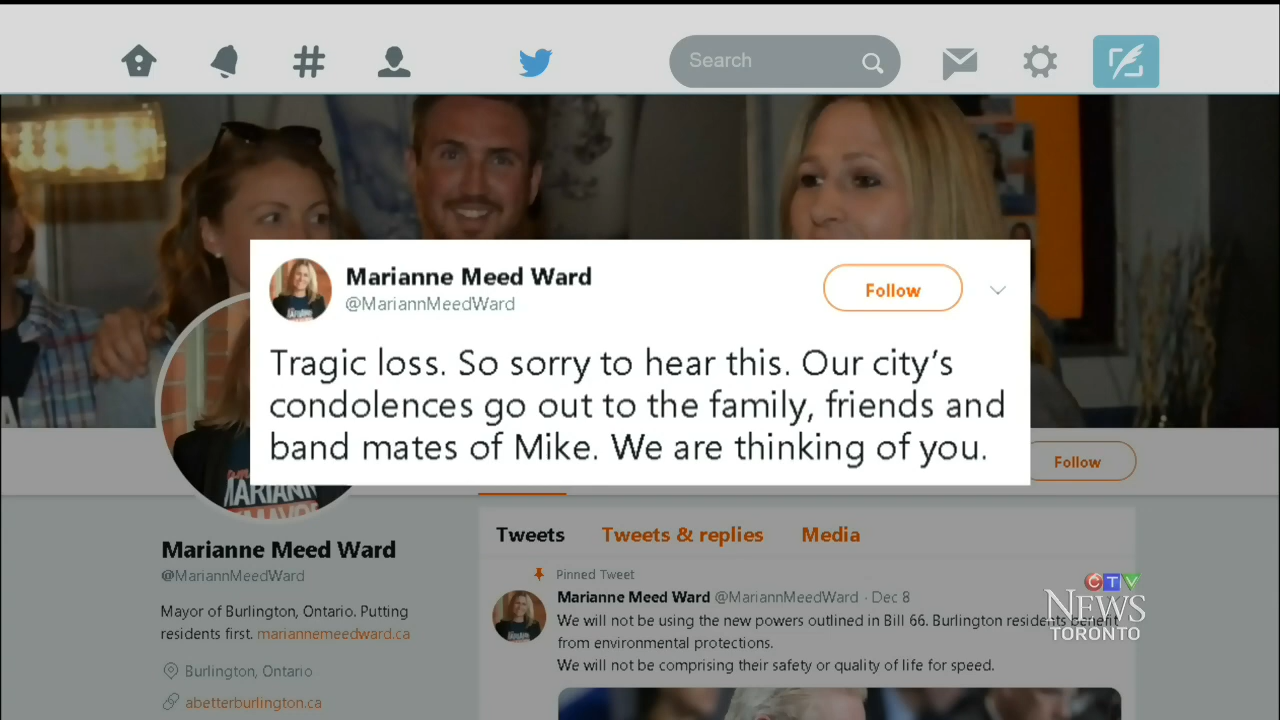 Search
Marianne Meed Ward
@MariannMeedWard
Follow
Tragic loss. So sorry to hear this. Our city's
condolences go out to the family, friends and
band mates of Mike. We are thinking of you.
Follow
MARIANN
Marianne Meed Ward
@MariannMeedWard
Mayor of Burlington, Ontario. Putting
residents first. mariannemeedward.ca
Burlington, Ontario
abetterburlington.ca
Tweets Tweets & replies Media
Pinned Tweet
Marianne Meed Ward @MariannMeedWard · Dec 8
We will not be using the new powers outlined in Bill 66. Burlington residents benefit
from environmental protections.
We will not be comprising their safety or quality of life for speed.
CTV
NEWS
TORONTO